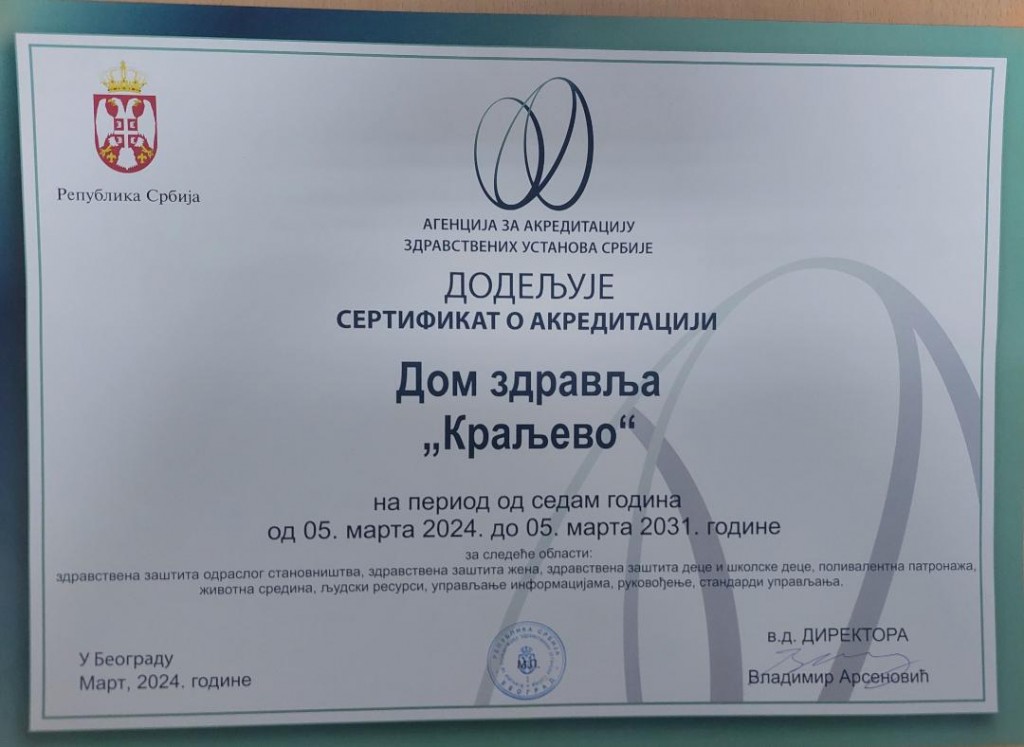 Република Србија
АГЕНЦИЈА ЗА АКРЕДИТАЦИЈУ
ЗДРАВСТВЕНИХ УСТАНОВА СРБИЈЕ
ДОДЕЉУЈЕ
СЕРТИФИКАТ О АКРЕДИТАЦИЈИ
Дом здравља
„Краљево“
на период од седам година
од 05. марта 2024. до 05. марта 2031. године
за следеће области:
здравствена заштита одраслог становништва, здравствена заштита жена, здравствена заштита деце и школске деце, поливалентна патронажа,
животна средина, људски ресурси, управљање информацијама, руковођење, стандарди управљања.
У Београду
Март, 2024. године
РЕПУБЛИКА СРБИЈА
М.П.
БЕОГРАД
в.д. ДИРЕКТОРА
Владимир Арсеновић